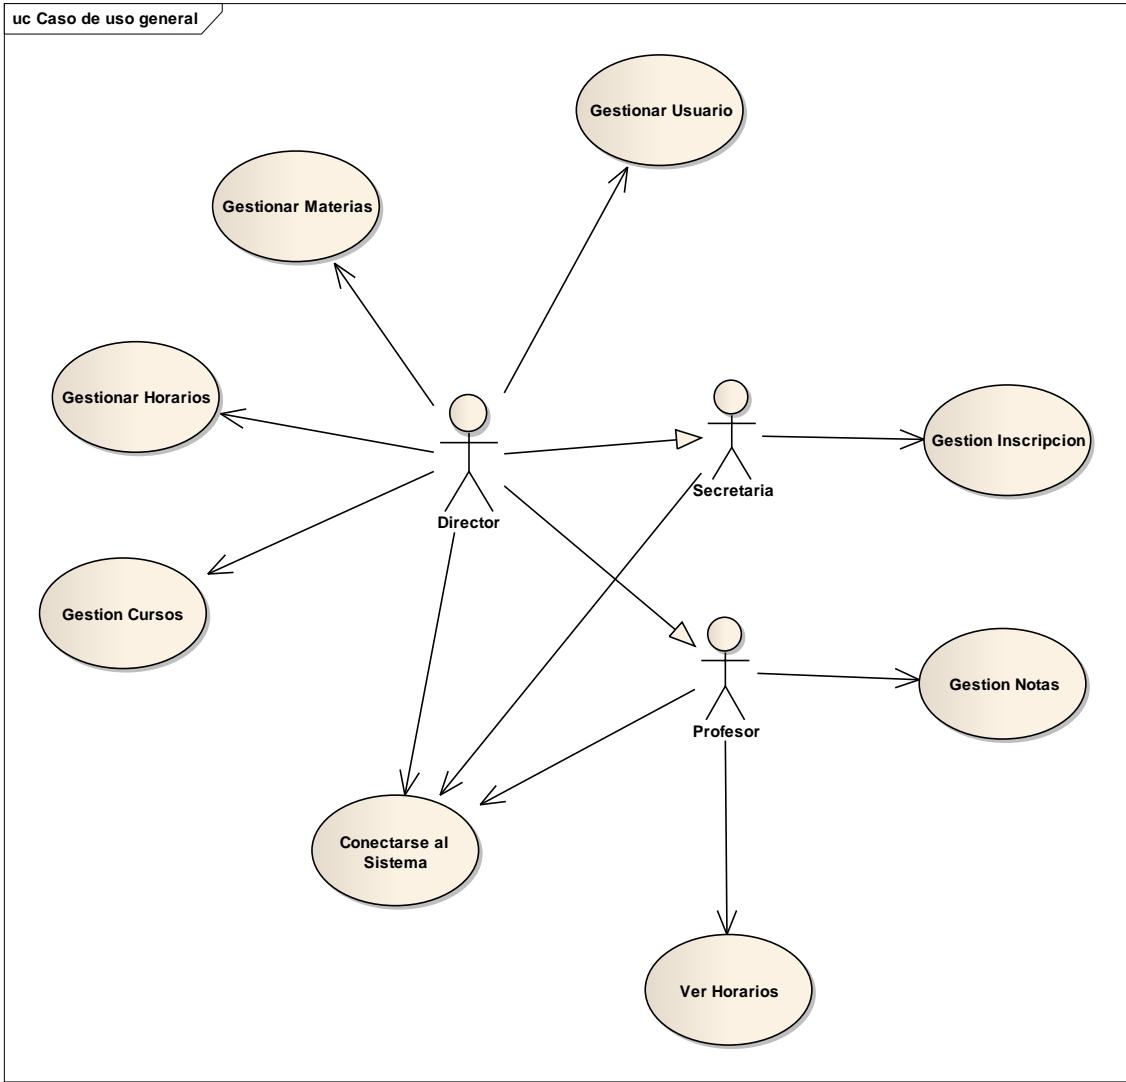 uc Caso de uso general
Gestionar Usuario
Gestionar Materias
Gestionar Horarios
Secretaria
Gestion Inscripcion
Director
Gestion Cursos
Profesor
Gestion Notas
Conectarse al
Sistema
Ver Horarios